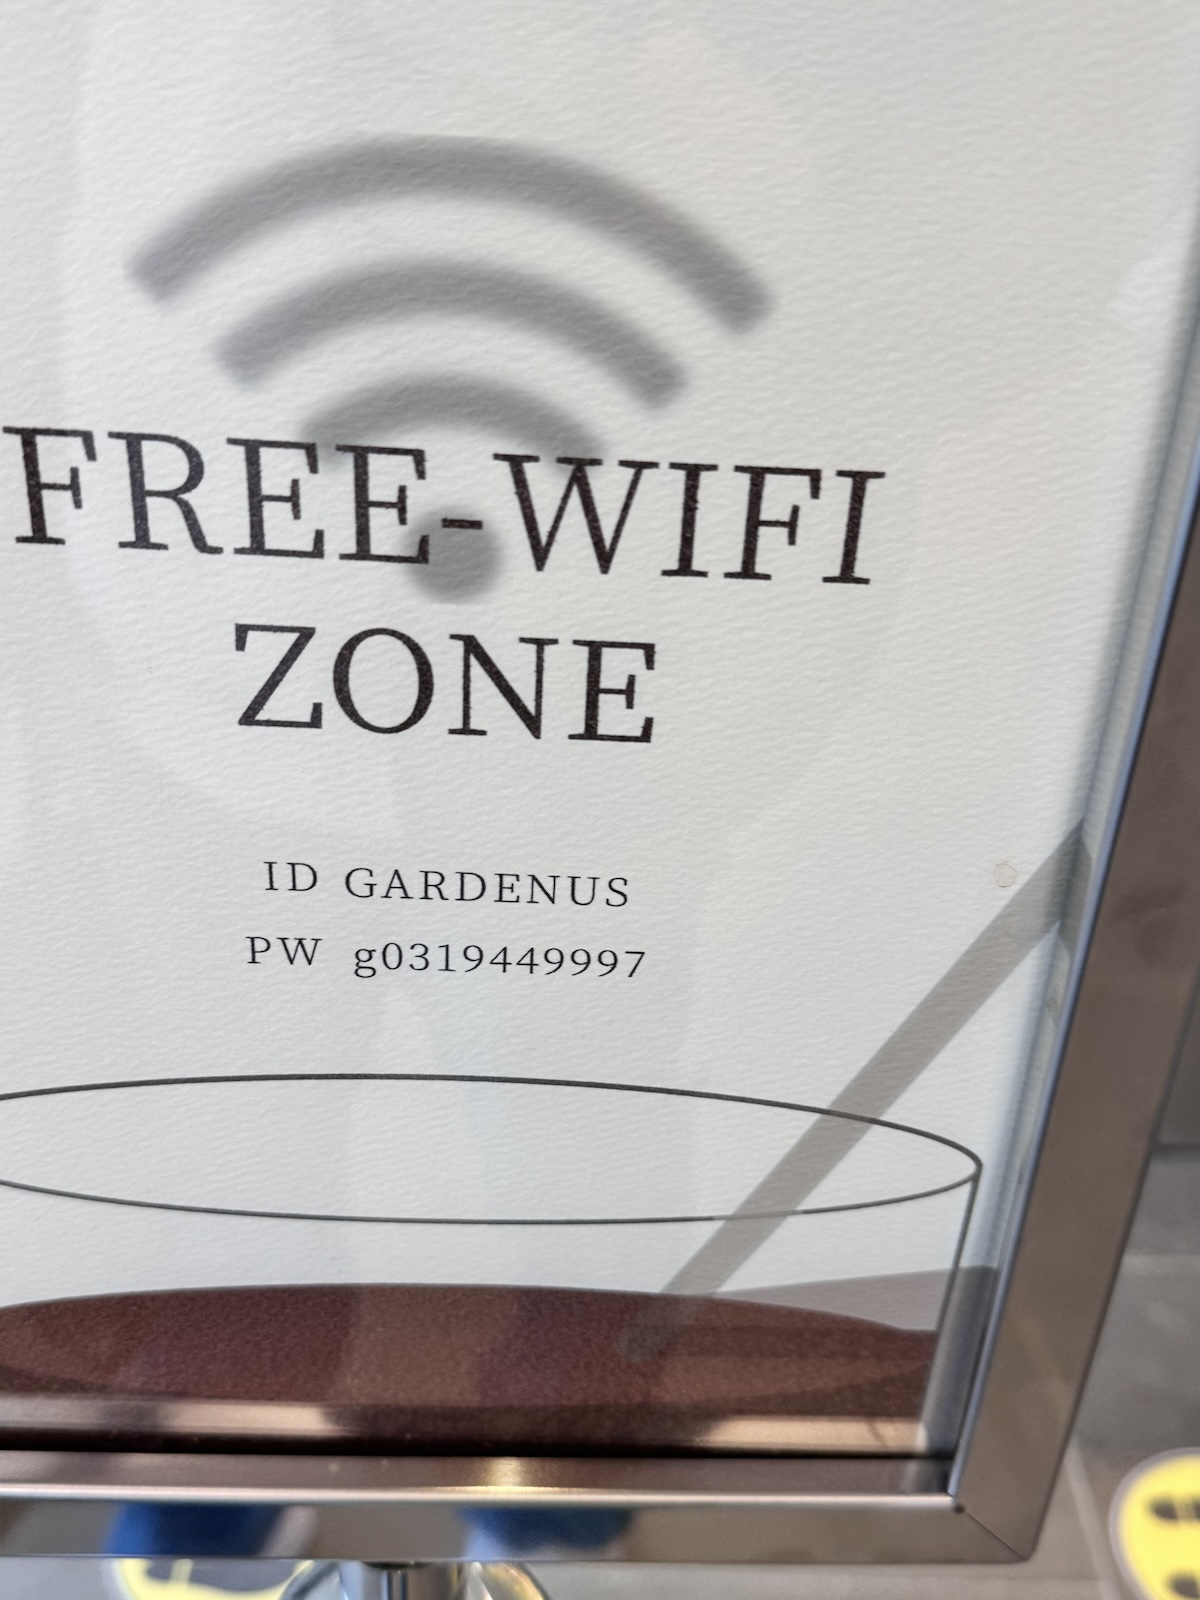 FREE-WIFI
ZONE
ID GARDENUS
PW g0319449997